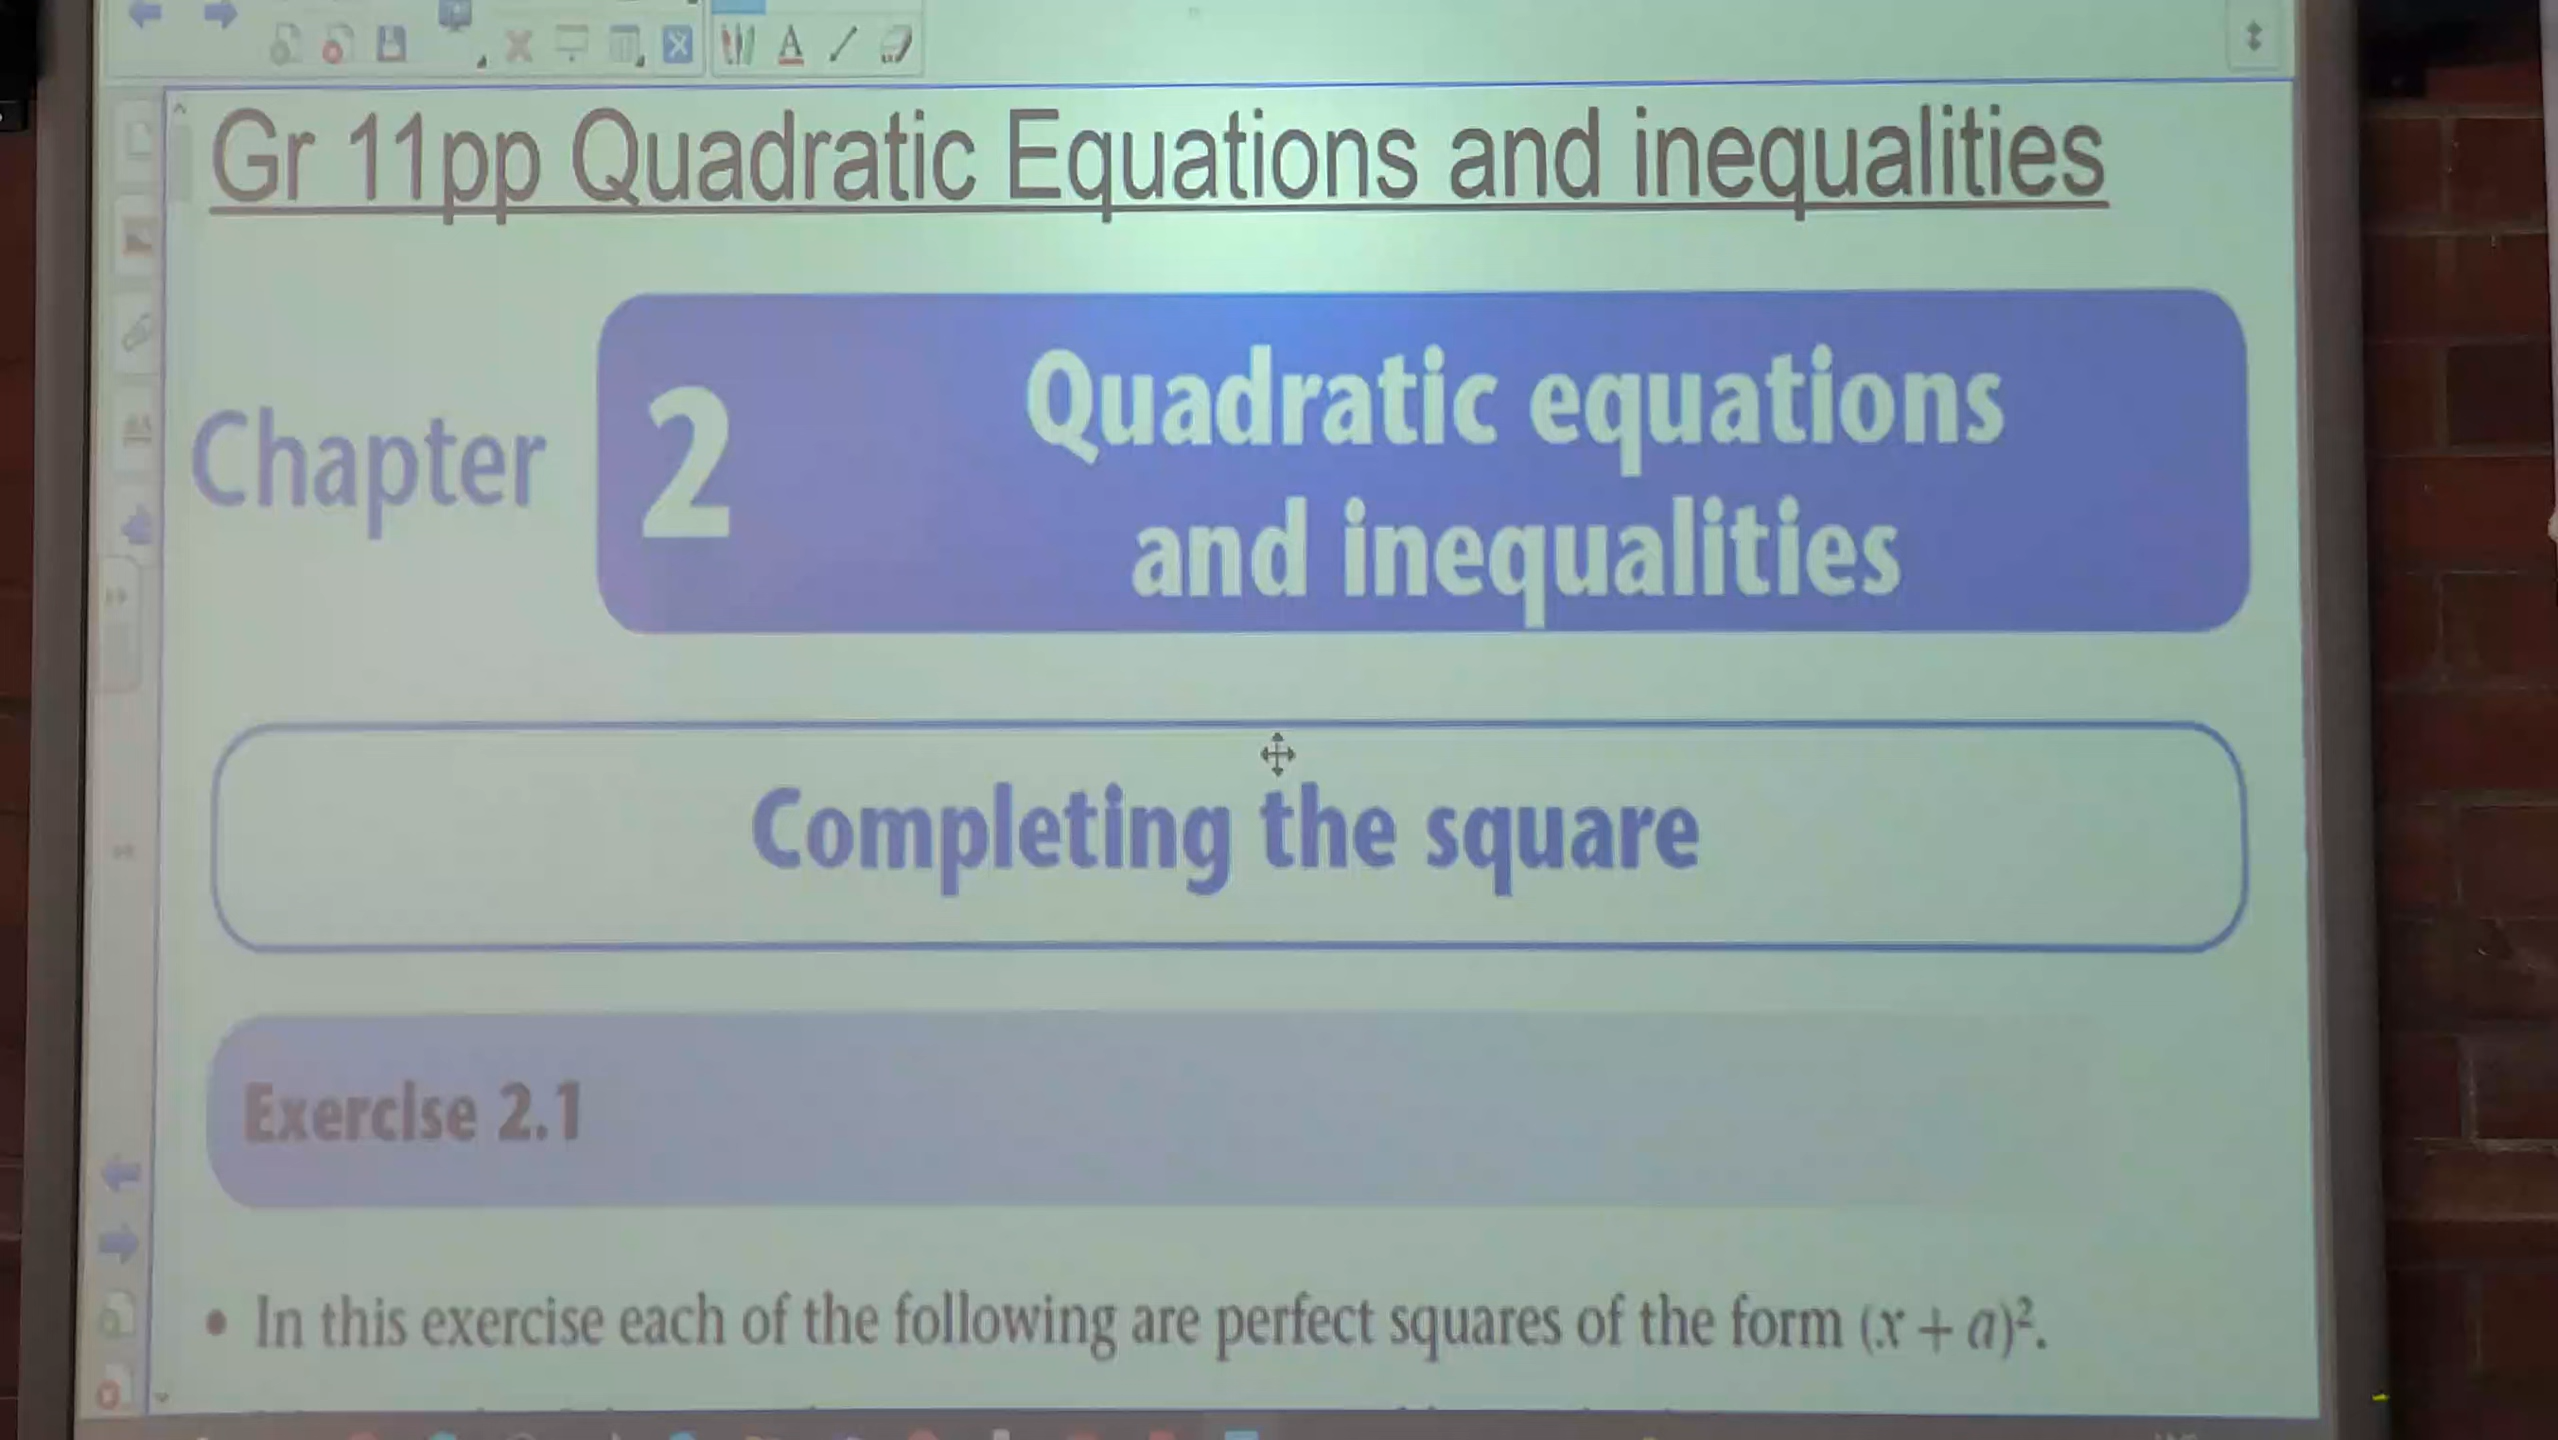 Gr 11pp Quadratic Equations and inequalities
Chapter 2 Quadratic equations
and inequalities
Completing the square
Exercise 2.1
• In this exercise each of the following are perfect squares of the form (x + a)².